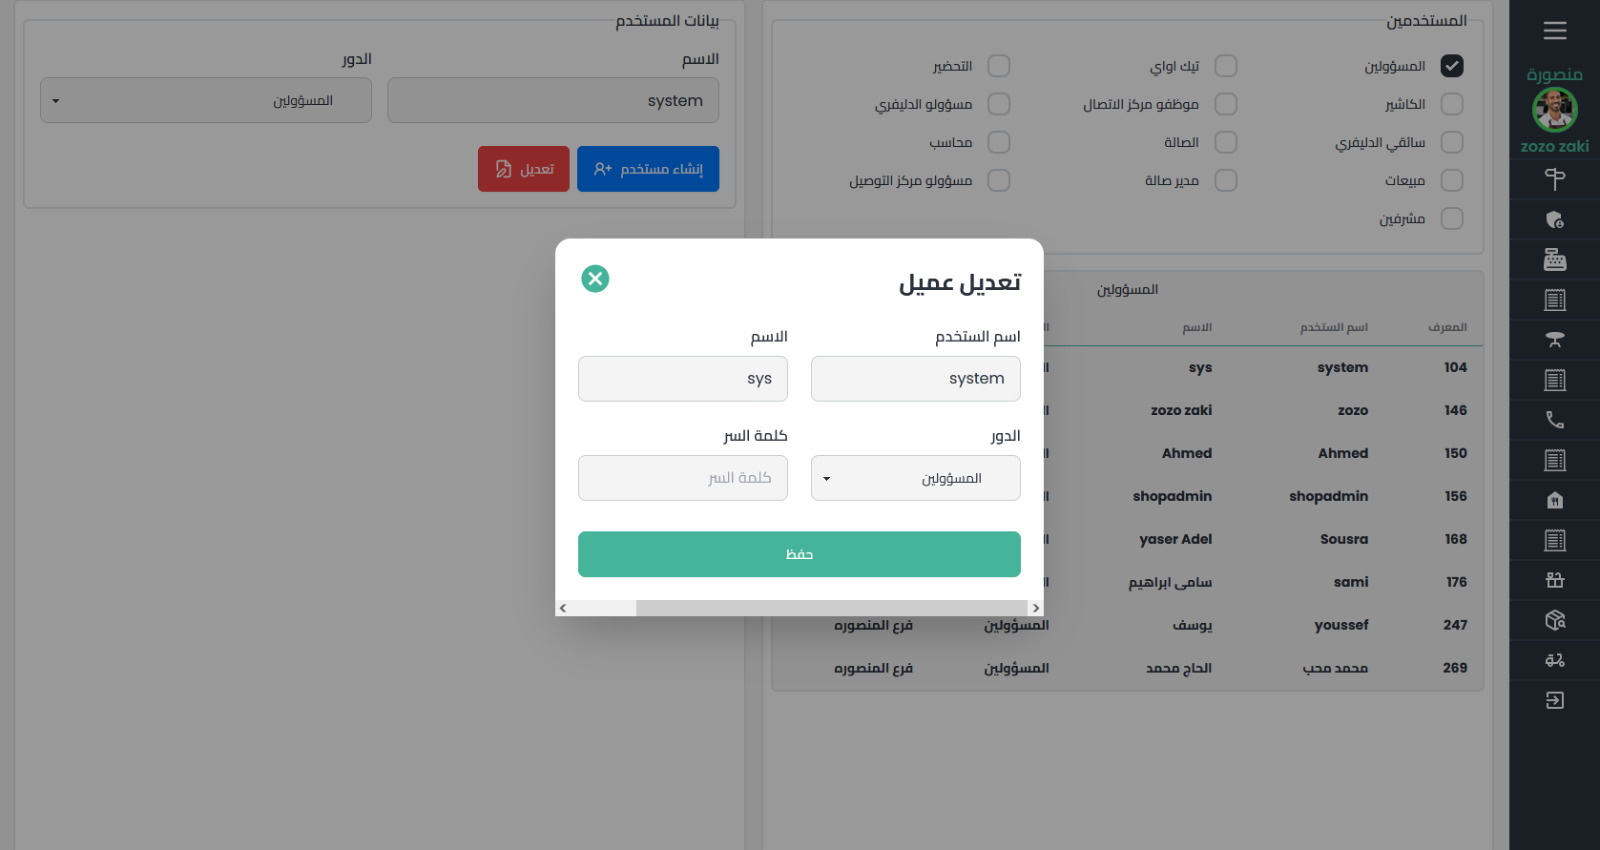 منصورة
zozo zaki
المستخدمين
المسؤولين
تيك اواي
التحضير
الكاشير
موظفو مركز الاتصال
مسؤولو الدليفري
سائقي الدليفري
الصالة
محاسب
مبيعات
مدير صالة
مسؤولو مركز التوصيل
مشرفين
بيانات المستخدم
الاسم
الدور
system
المسؤولين
إنشاء مستخدم
تعديل
تعديل عميل
اسم الستخدم
الاسم
system
sys
الدور
كلمة السر
المسؤولين
كلمة السر
حفظ
المسؤولين
المعرف اسم الستخدم الاسم
104 system sys
146 zozo zozo zaki
150 Ahmed Ahmed
156 shopadmin shopadmin
168 Sousra yaser Adel
176 sami سامى ابراهيم
247 youssef يوسف المسؤولين فرع المنصوره
269 محمد محب الحاج محمد المسؤولين فرع المنصوره